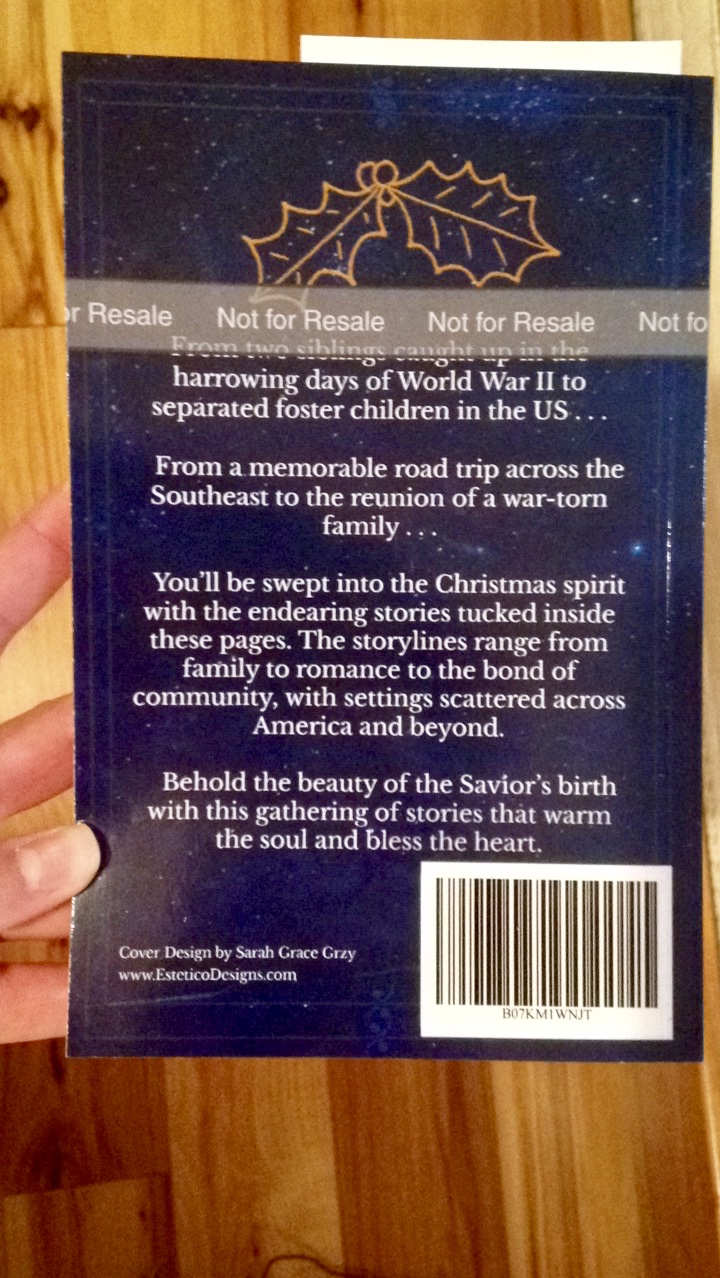 or Resale Not for Resale Not for Resale Not fo
From two siblings caught up in the
harrowing days of World War II to
separated foster children in the US . . .
From a memorable road trip across the
Southeast to the reunion of a war-torn
family . . .
You'll be swept into the Christmas spirit
with the endearing stories tucked inside
these pages. The storylines range from
family to romance to the bond of
community, with settings scattered across
America and beyond.
Behold the beauty of the Savior's birth
with this gathering of stories that warm
the soul and bless the heart.
Cover Design by Sarah Grace Grzy
www.EsteticoDesigns.com
B07KM1WNJT